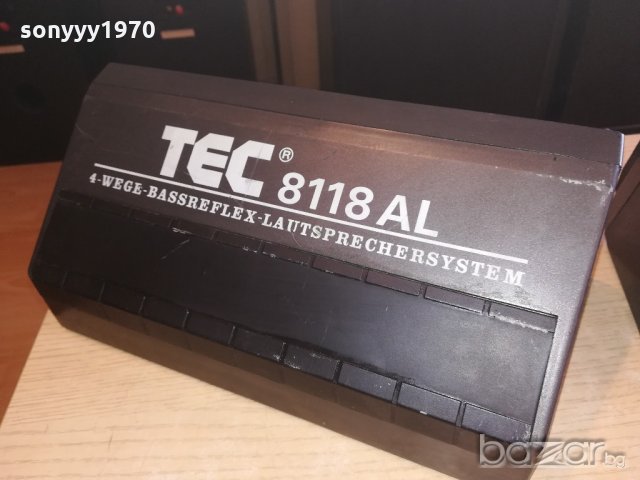 sonyyy1970
TEC® 8118 AL
4-WEGE-BASSREFLEX-LAUTSPRECHERSYSTEM
bazar.bg